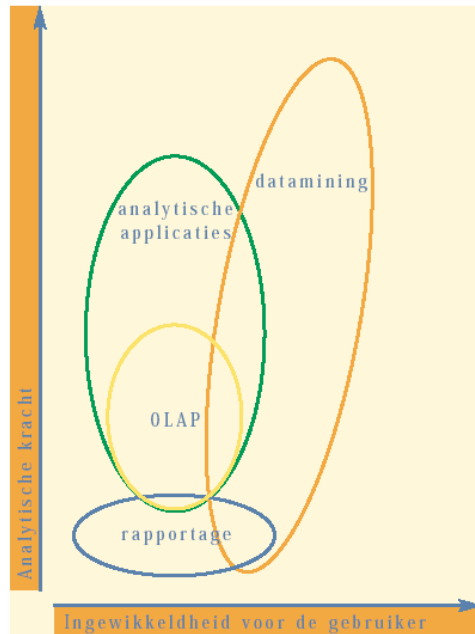 datamining
analytische
applicaties
OLAP
rapportage
Analytische kracht
Ingewikkeldheid voor de gebruiker